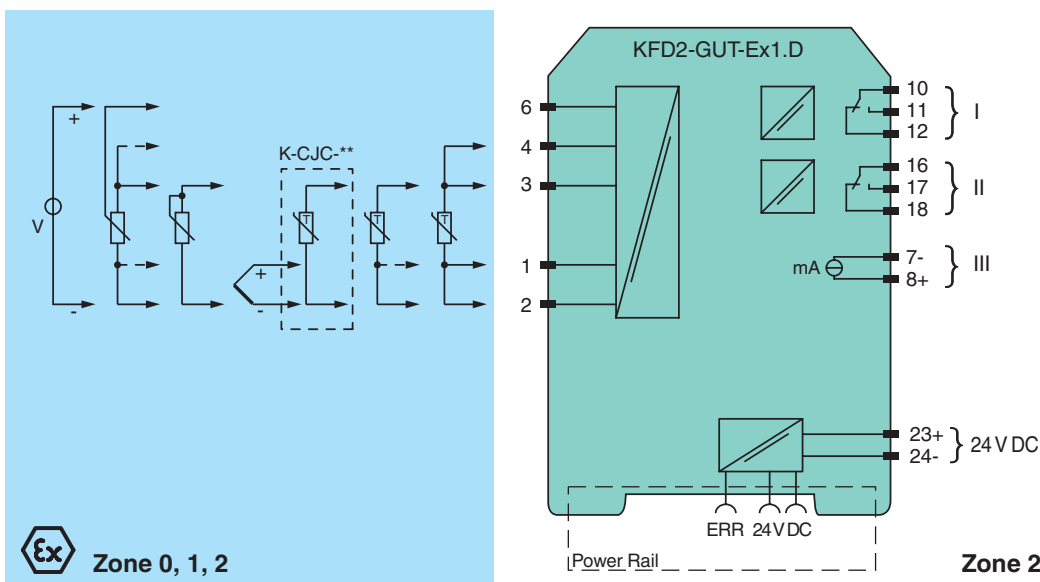 KFD2-GUT-Ex1.D
+
V
-
K-CJC-**
T
T
T
+
-
6
4
3
1
2
10
11
12
I
16
17
18
II
mA
7-
8+
III
23+
24-
24 V DC
ERR 24 V DC
Power Rail
Ex
Zone 0, 1, 2
Zone 2